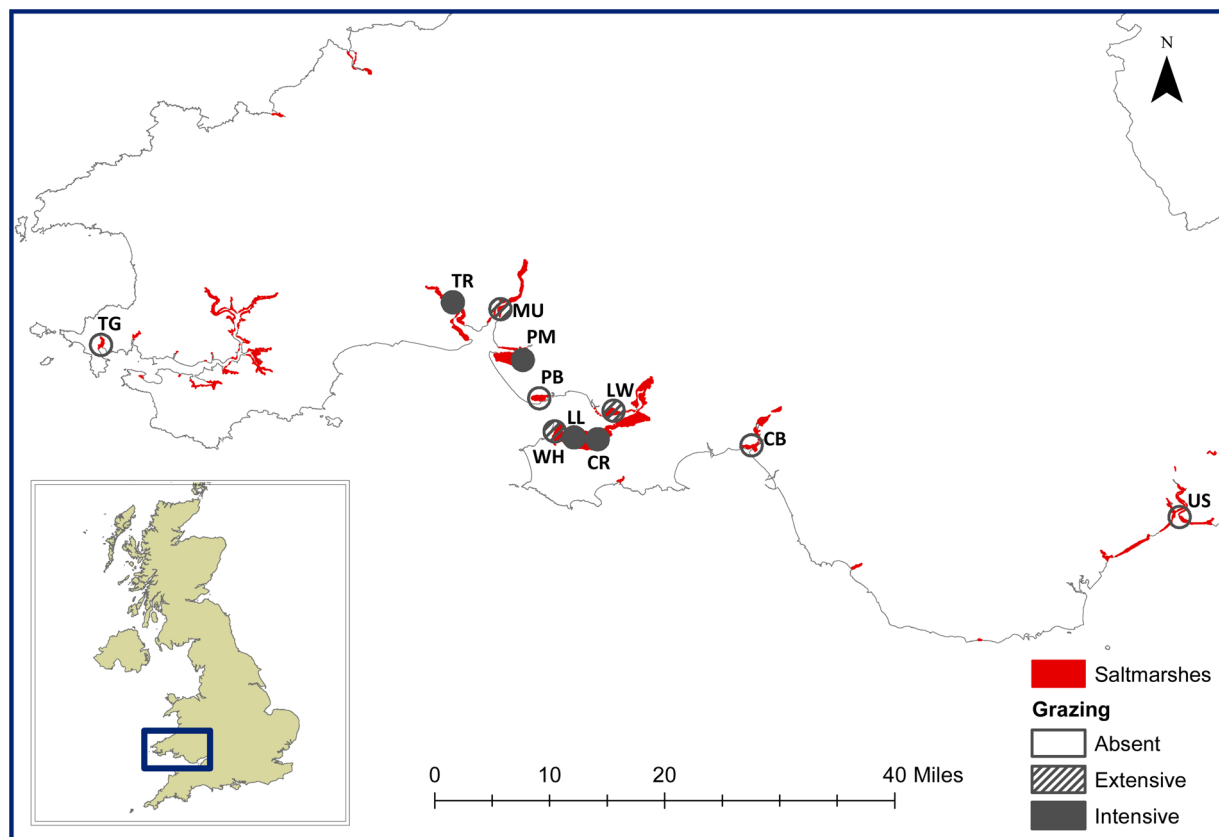 N
TR
MU
TG
PM
PB
LW
LL
WH
CR
CB
US
Saltmarshes
Grazing
Absent
Extensive
Intensive
0 10 20 40 Miles